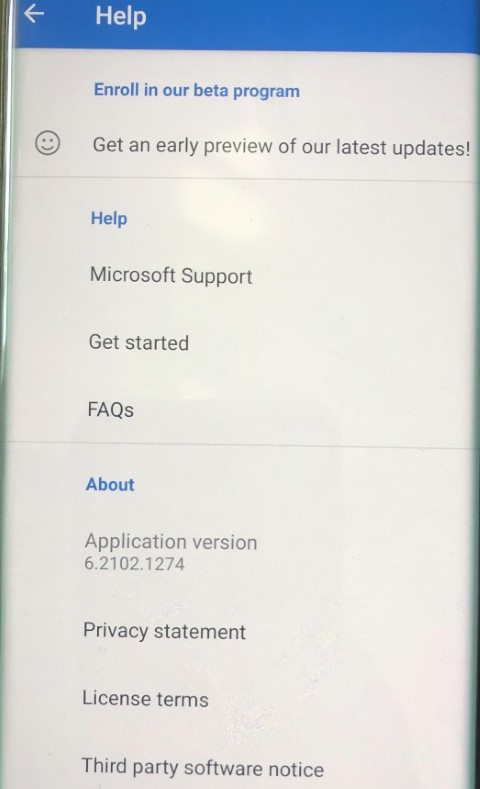 Help
Enroll in our beta program
Get an early preview of our latest updates!
Help
Microsoft Support
Get started
FAQs
About
Application version
6.2102.1274
Privacy statement
License terms
Third party software notice